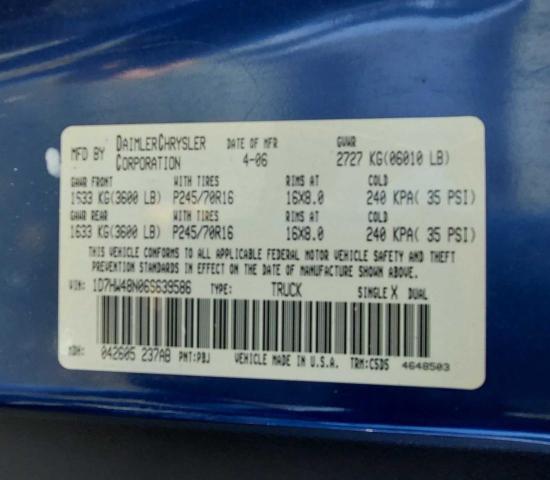 MFD BY DAIMLERCHRYSLER CORPORATION DATE OF MFR 4-06 GVWR 2727 KG(06010 LB)
GAWR FRONT WITH TIRES RIMS AT COLD
1633 KG(3600 LB) P245/70R16 16X8.0 240 KPA( 35 PSI)
GAWR REAR WITH TIRES RIMS AT COLD
1633 KG(3600 LB) P245/70R16 16X8.0 240 KPA( 35 PSI)
THIS VEHICLE CONFORMS TO ALL APPLICABLE FEDERAL MOTOR VEHICLE SAFETY AND THEFT
PREVENTION STANDARDS IN EFFECT ON THE DATE OF MANUFACTURE SHOWN ABOVE.
VIN: 1D7HW48N06S639586 TYPE: TRUCK SINGLE X DUAL
MDH: 042605 237AB PNT:PBJ VEHICLE MADE IN U.S.A. TRM:C5D5 4648503